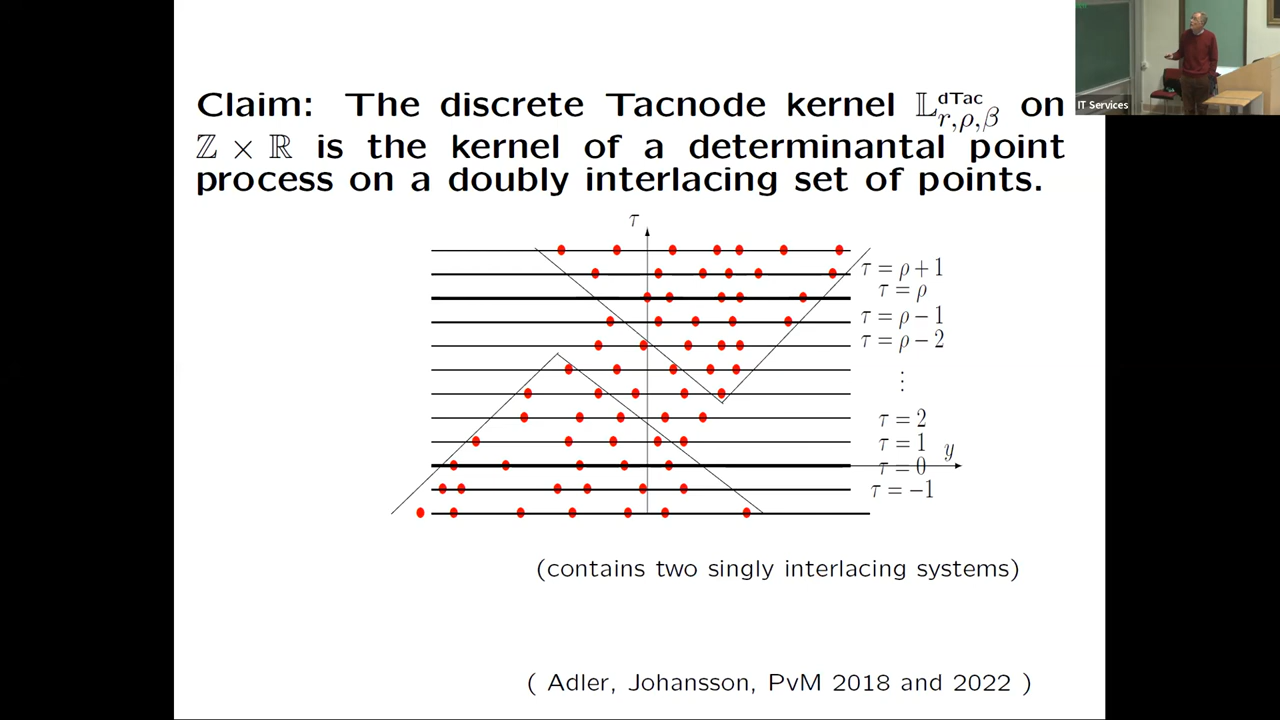 Claim: The discrete Tacnode kernel 𝕃^{dTac}_{r,ρ,β} on
ℤ × ℝ is the kernel of a determinantal point
process on a doubly interlacing set of points.
τ
τ = ρ + 1
τ = ρ
τ = ρ − 1
τ = ρ − 2
⋮
τ = 2
τ = 1
y
τ = 0
τ = −1
(contains two singly interlacing systems)
( Adler, Johansson, PvM 2018 and 2022 )
IT Services